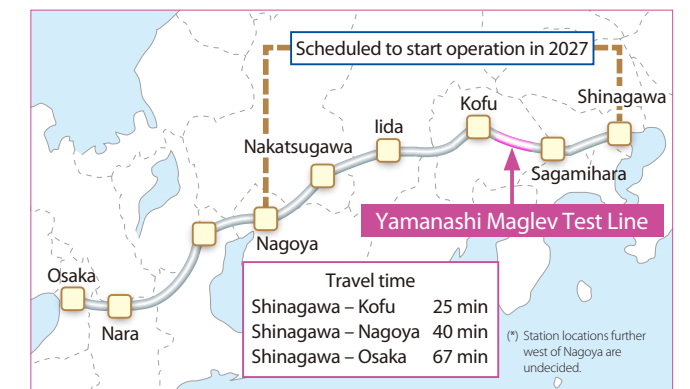 Scheduled to start operation in 2027
Shinagawa
Kofu
Iida
Nakatsugawa
Sagamihara
Yamanashi Maglev Test Line
Nagoya
Osaka
Nara
Travel time
Shinagawa – Kofu 25 min
Shinagawa – Nagoya 40 min
Shinagawa – Osaka 67 min
(*) Station locations further
west of Nagoya are
undecided.